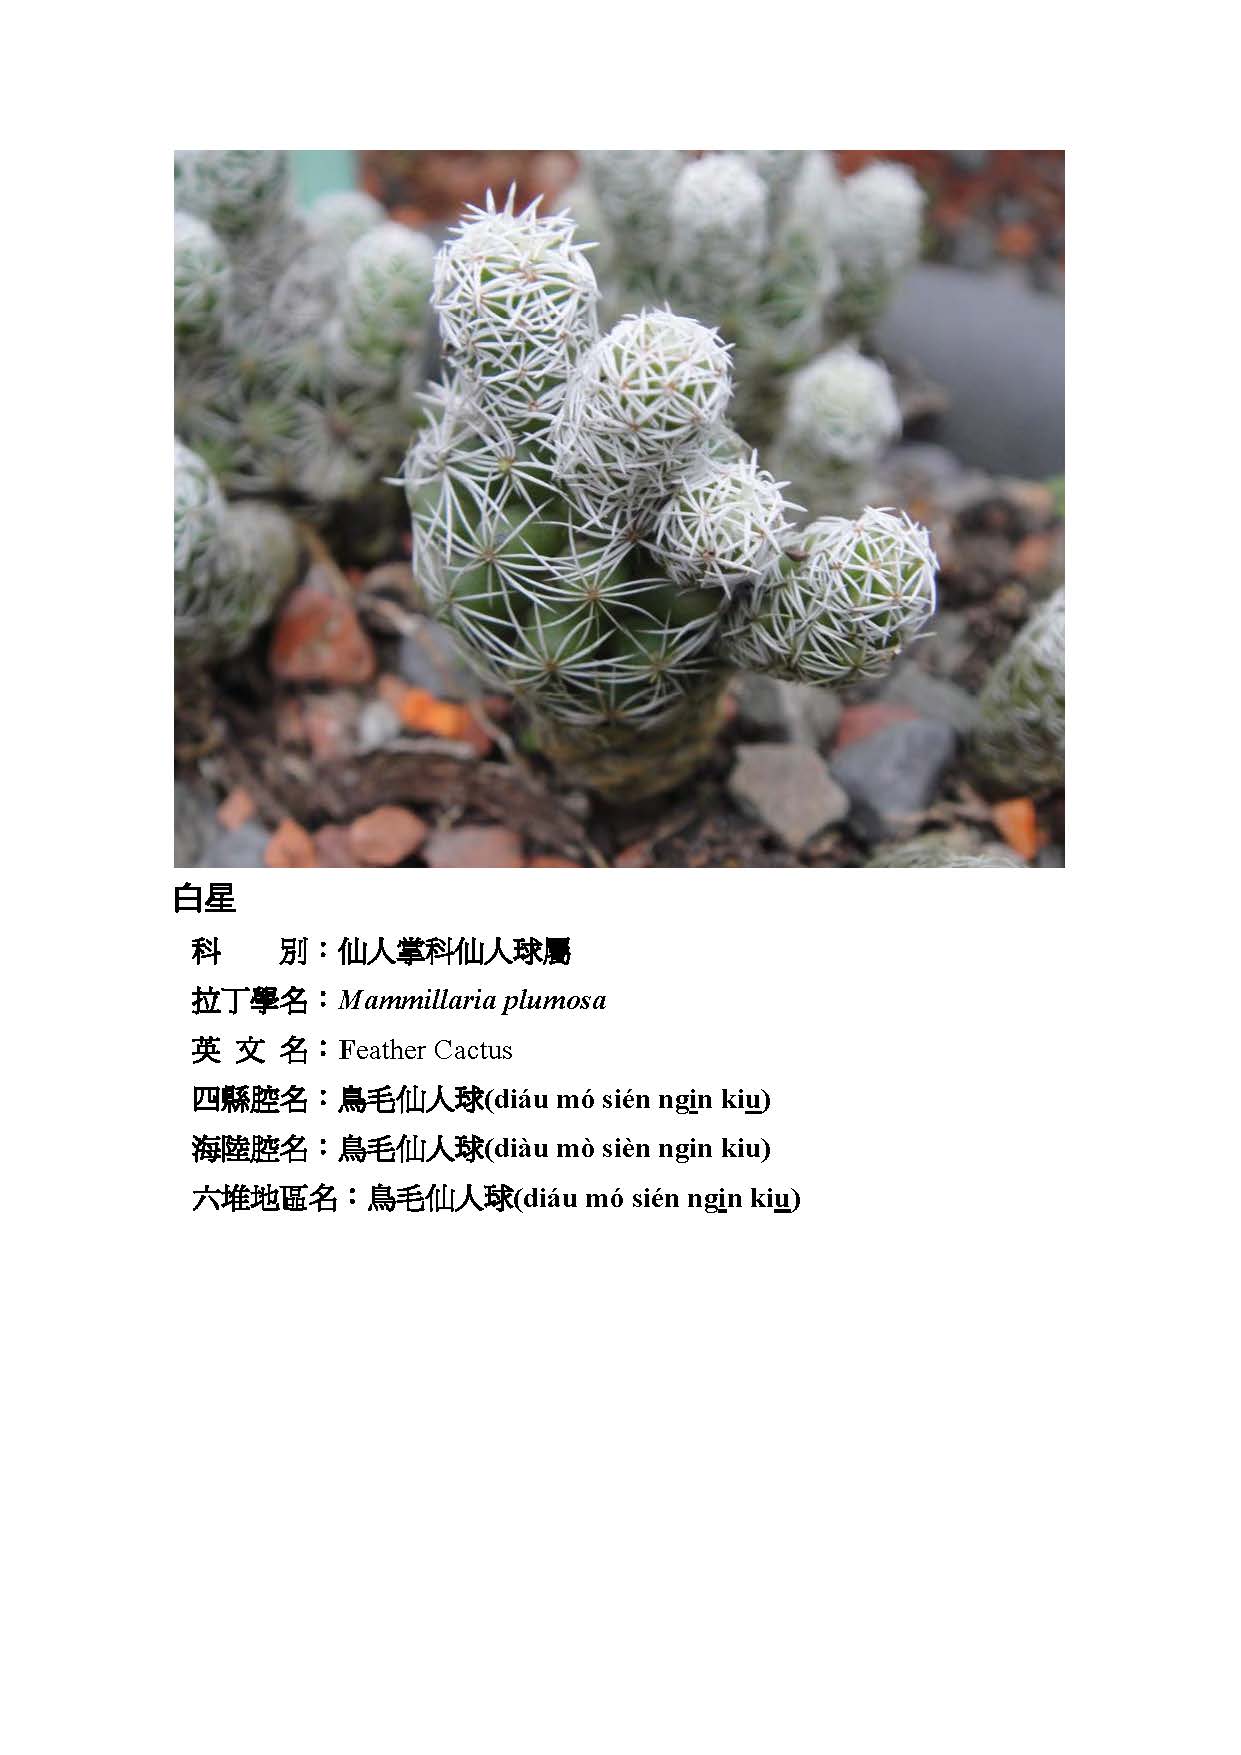 白星
科　　別：仙人掌科仙人球屬
拉丁學名：Mammillaria plumosa
英 文 名：Feather Cactus
四縣腔名：鳥毛仙人球(diáu mó sién ngin kiu)
海陸腔名：鳥毛仙人球(diàu mò sièn ngin kiu)
六堆地區名：鳥毛仙人球(diáu mó sién ngin kiu)